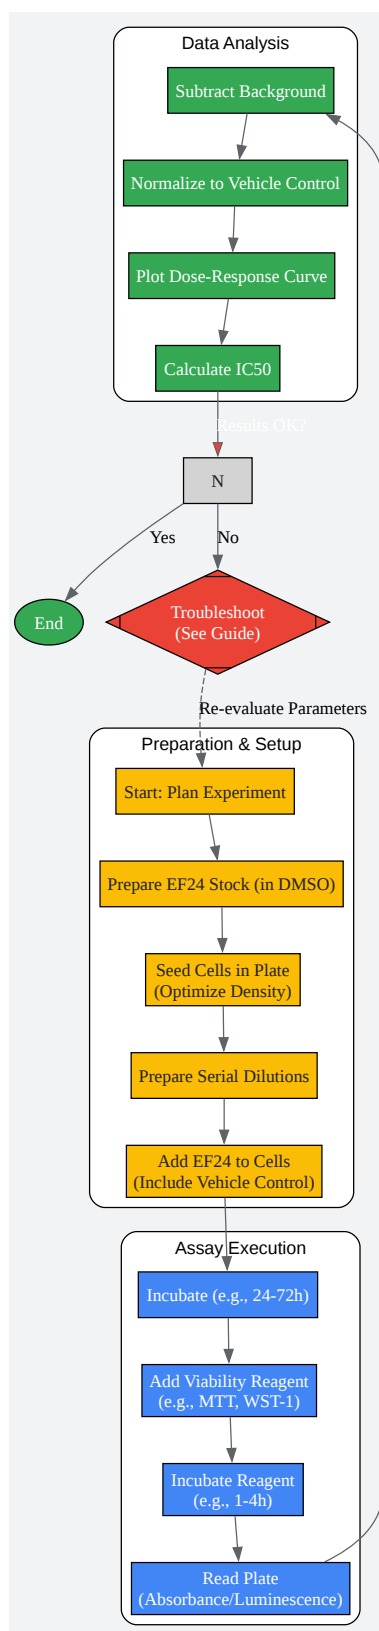 Data Analysis
Subtract Background
Normalize to Vehicle Control
Plot Dose-Response Curve
Calculate IC50
Results OK?
N
Yes
No
End
Troubleshoot
(See Guide)
Re-evaluate Parameters
Preparation & Setup
Start: Plan Experiment
Prepare EF24 Stock (in DMSO)
Seed Cells in Plate
(Optimize Density)
Prepare Serial Dilutions
Add EF24 to Cells
(Include Vehicle Control)
Assay Execution
Incubate (e.g., 24-72h)
Add Viability Reagent
(e.g., MTT, WST-1)
Incubate Reagent
(e.g., 1-4h)
Read Plate
(Absorbance/Luminescence)